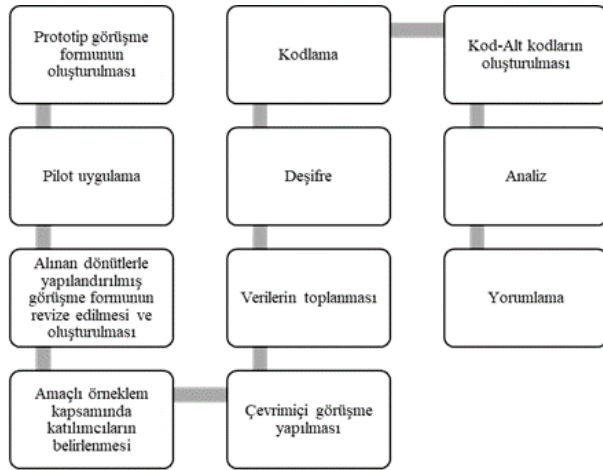 Prototip görüşme
formunun
oluşturulması
Pilot uygulama
Alınan dönütlerle
yapılandırılmış
görüşme formunun
revize edilmesi ve
oluşturulması
Amaçlı örneklem
kapsamında
katılımcıların
belirlenmesi
Çevrimiçi görüşme
yapılması
Verilerin toplanması
Deşifre
Kodlama
Kod-Alt kodların
oluşturulması
Analiz
Yorumlama